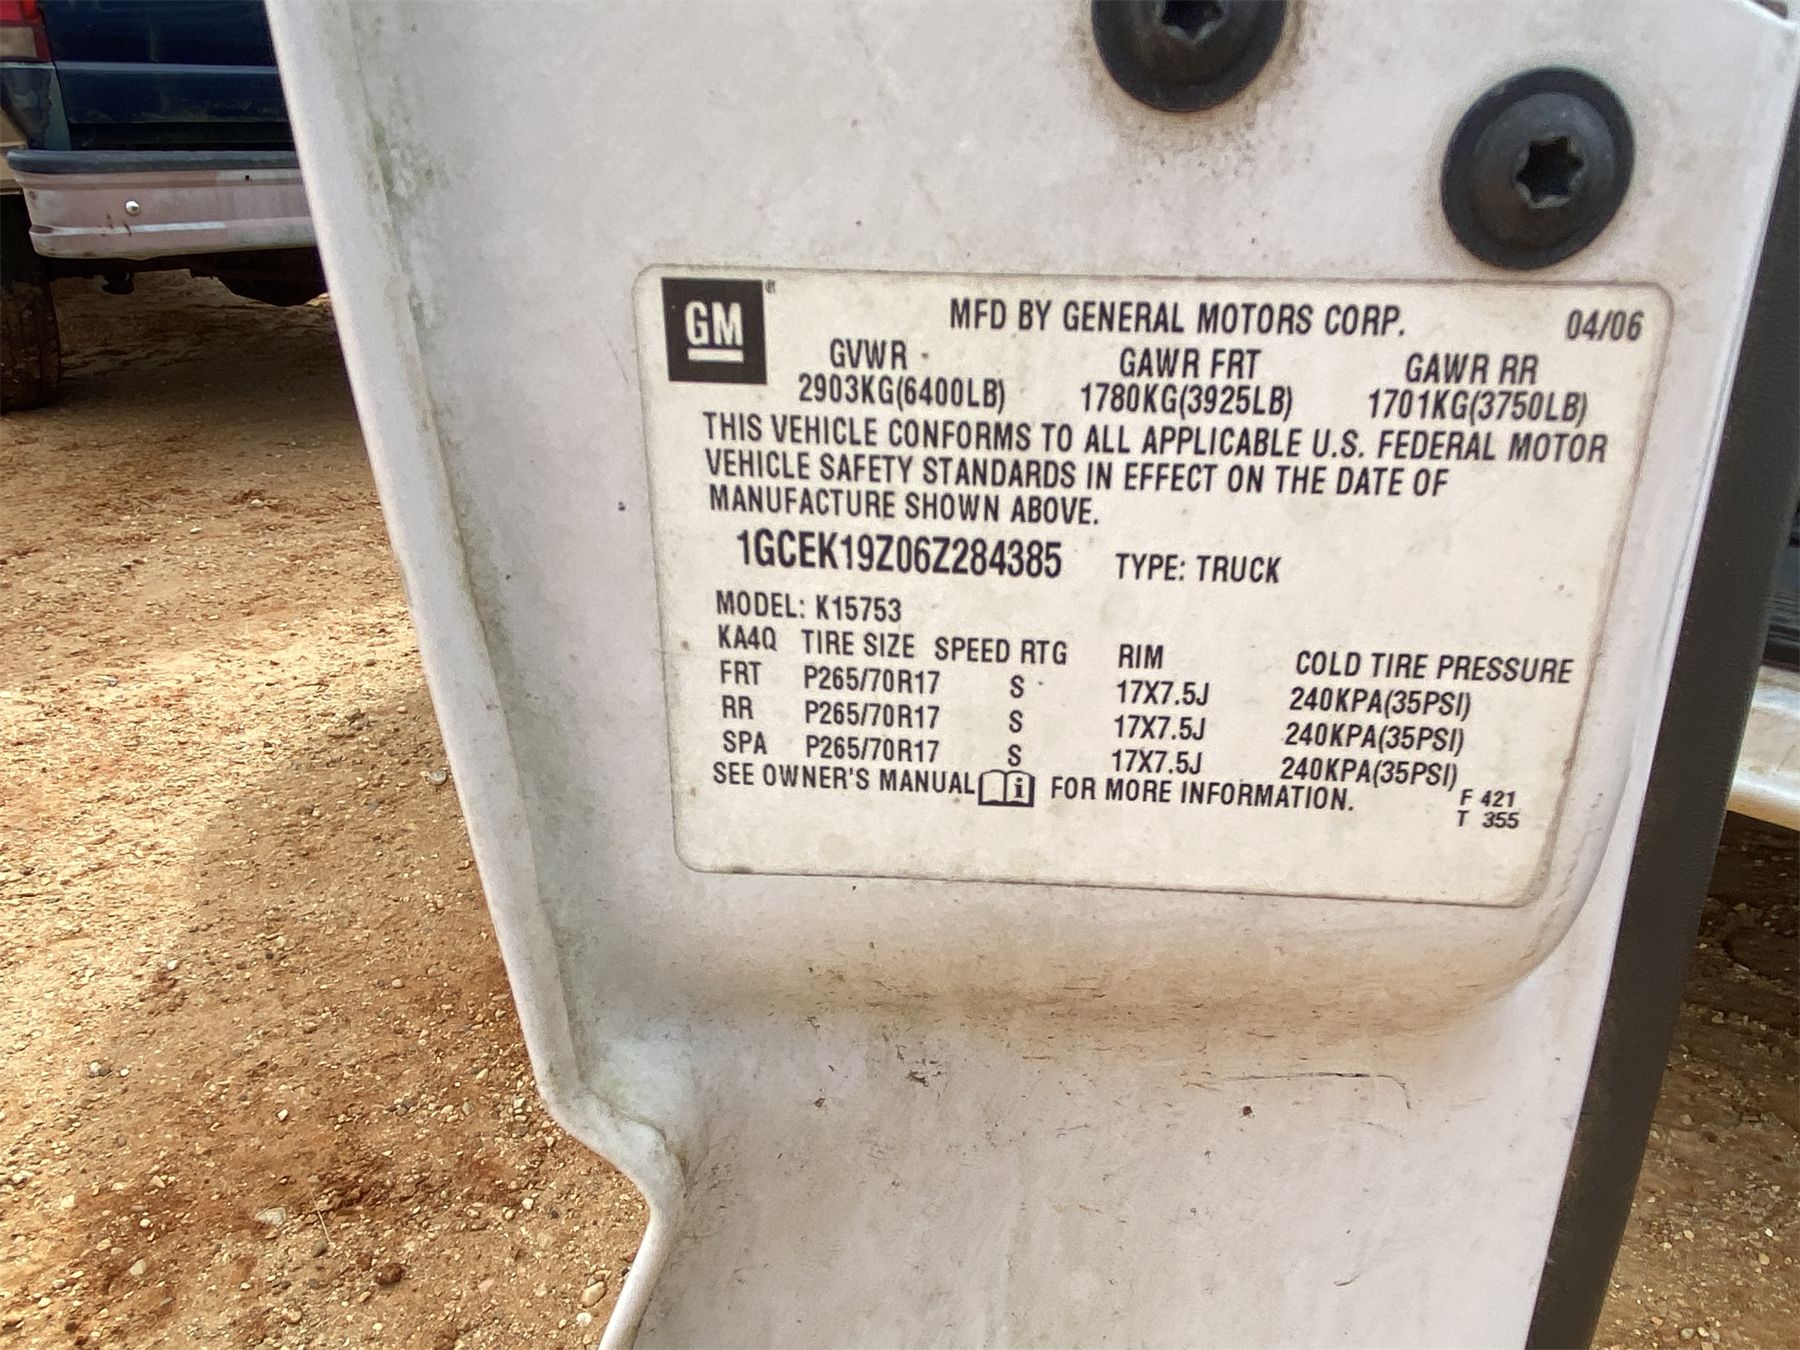 GM
MFD BY GENERAL MOTORS CORP. 04/06
GVWR GAWR FRT GAWR RR
2903KG(6400LB) 1780KG(3925LB) 1701KG(3750LB)
THIS VEHICLE CONFORMS TO ALL APPLICABLE U.S. FEDERAL MOTOR
VEHICLE SAFETY STANDARDS IN EFFECT ON THE DATE OF
MANUFACTURE SHOWN ABOVE.
1GCEK19Z06Z284385 TYPE: TRUCK
MODEL: K15753
KA4Q TIRE SIZE SPEED RTG RIM COLD TIRE PRESSURE
FRT P265/70R17 S 17X7.5J 240KPA(35PSI)
RR P265/70R17 S 17X7.5J 240KPA(35PSI)
SPA P265/70R17 S 17X7.5J 240KPA(35PSI)
SEE OWNER'S MANUAL i FOR MORE INFORMATION.
F 421
T 355